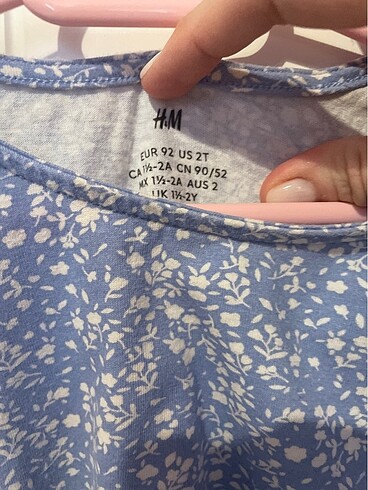 H&M
EUR 92 US 2T
CA 1½-2A CN 90/52
MX 1½-2A AUS 2
UK 1½-2Y